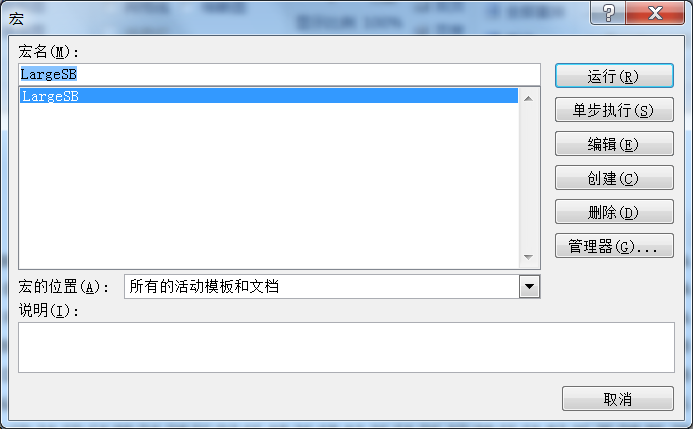 宏
宏名(M):
LargeSB
LargeSB
运行(R)
单步执行(S)
编辑(E)
创建(C)
删除(D)
管理器(G)...
宏的位置(A):
所有的活动模板和文档
说明(I):
取消